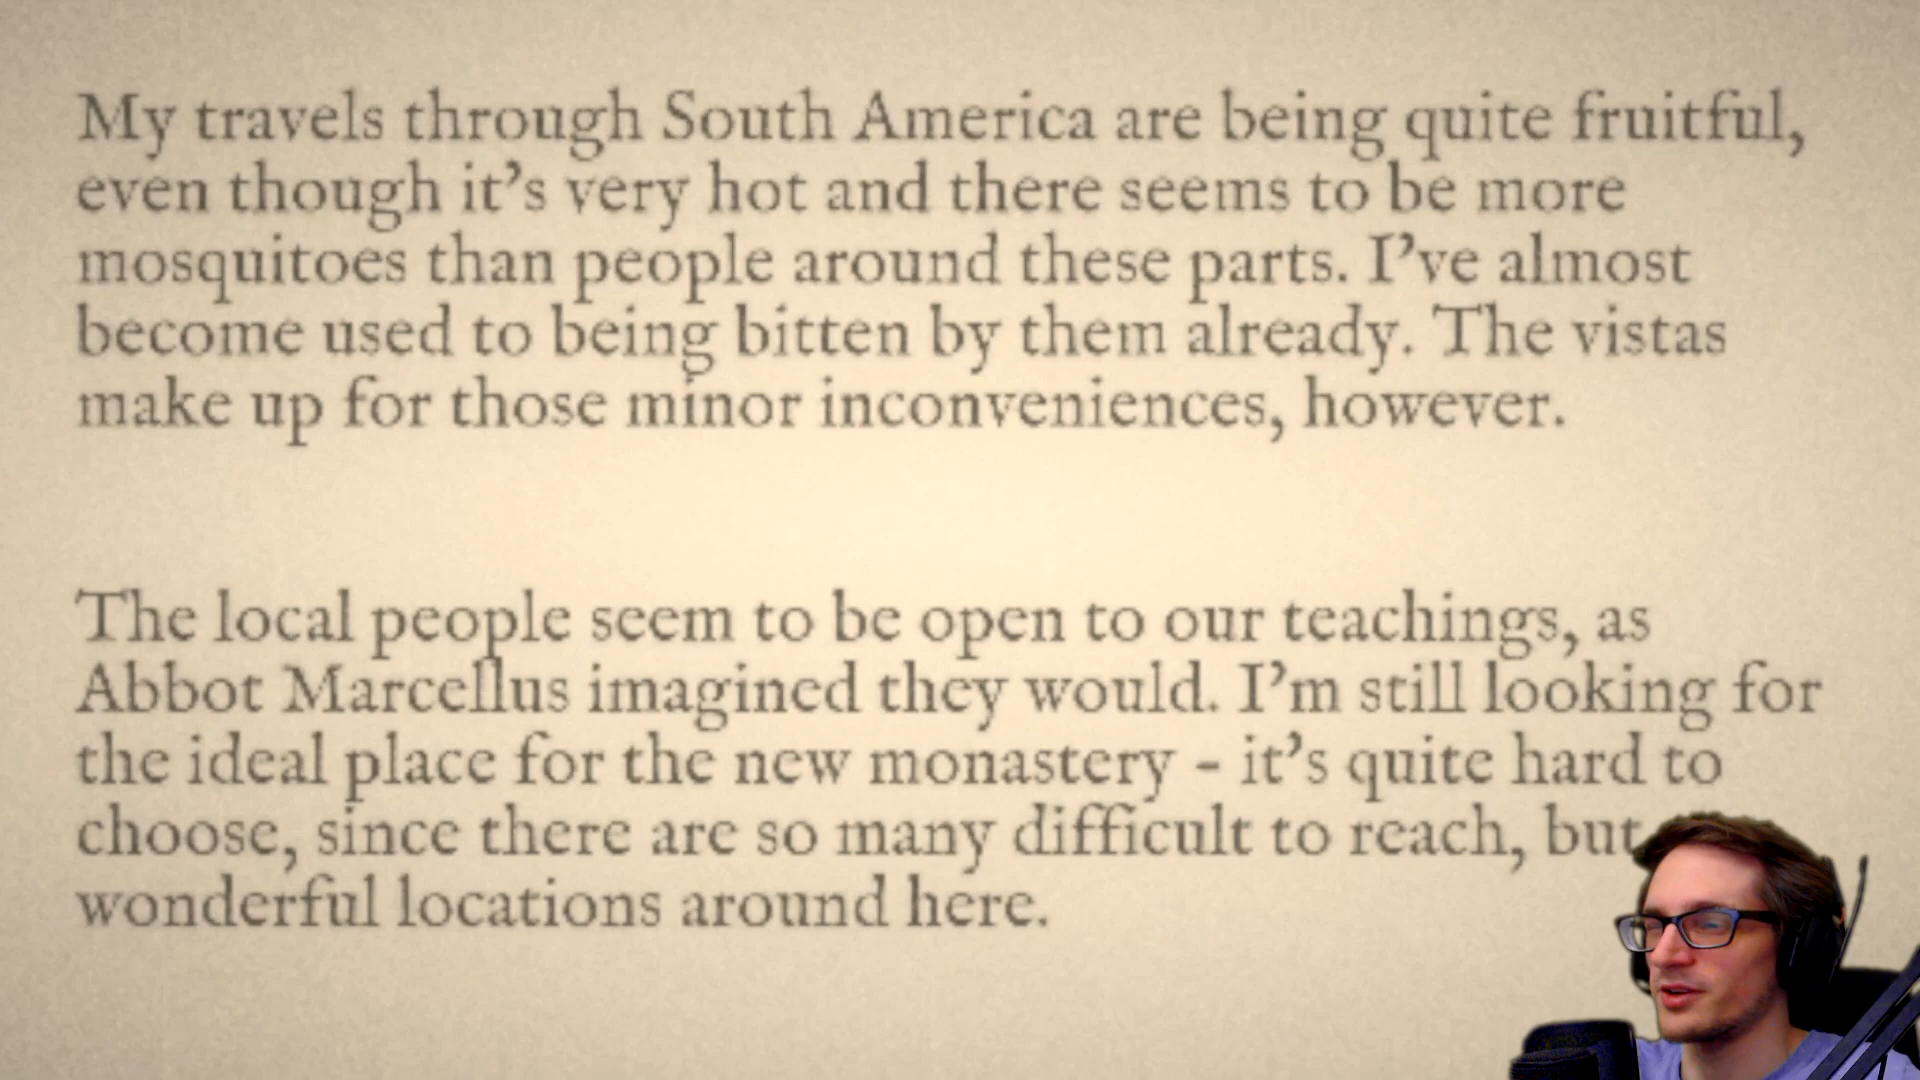 My travels through South America are being quite fruitful,
even though it’s very hot and there seems to be more
mosquitoes than people around these parts. I’ve almost
become used to being bitten by them already. The vistas
make up for those minor inconveniences, however.
The local people seem to be open to our teachings, as
Abbot Marcellus imagined they would. I’m still looking for
the ideal place for the new monastery - it’s quite hard to
choose, since there are so many difficult to reach, but
wonderful locations around here.